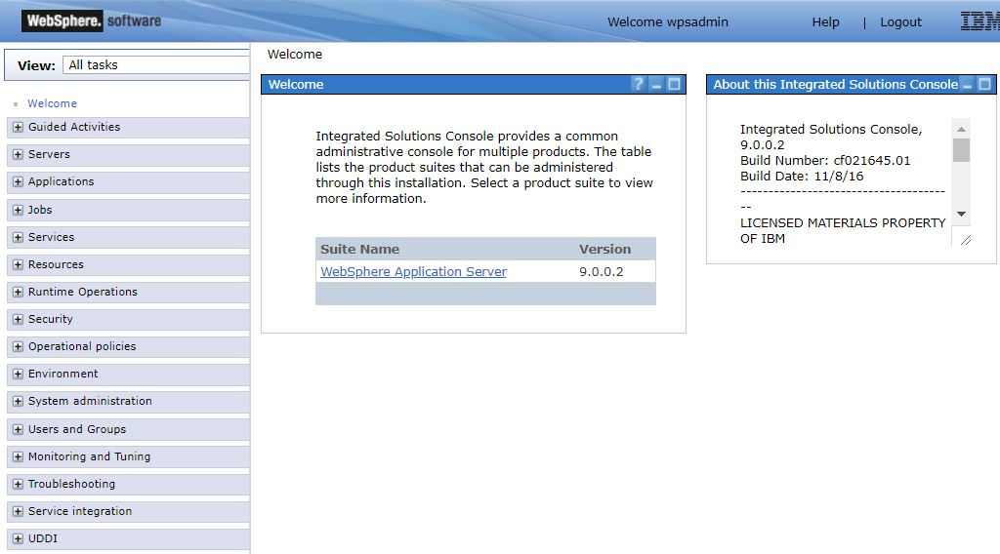 WebSphere. software
Welcome wpsadmin
Help | Logout
IBM
View: All tasks
Welcome
Guided Activities
Servers
Applications
Jobs
Services
Resources
Runtime Operations
Security
Operational policies
Environment
System administration
Users and Groups
Monitoring and Tuning
Troubleshooting
Service integration
UDDI
Welcome
Welcome ?
Integrated Solutions Console provides a common
administrative console for multiple products. The table
lists the product suites that can be administered
through this installation. Select a product suite to view
more information.
Suite Name Version
WebSphere Application Server 9.0.0.2
About this Integrated Solutions Console
Integrated Solutions Console,
9.0.0.2
Build Number: cf021645.01
Build Date: 11/8/16
-----------------------------------
--
LICENSED MATERIALS PROPERTY
OF IBM